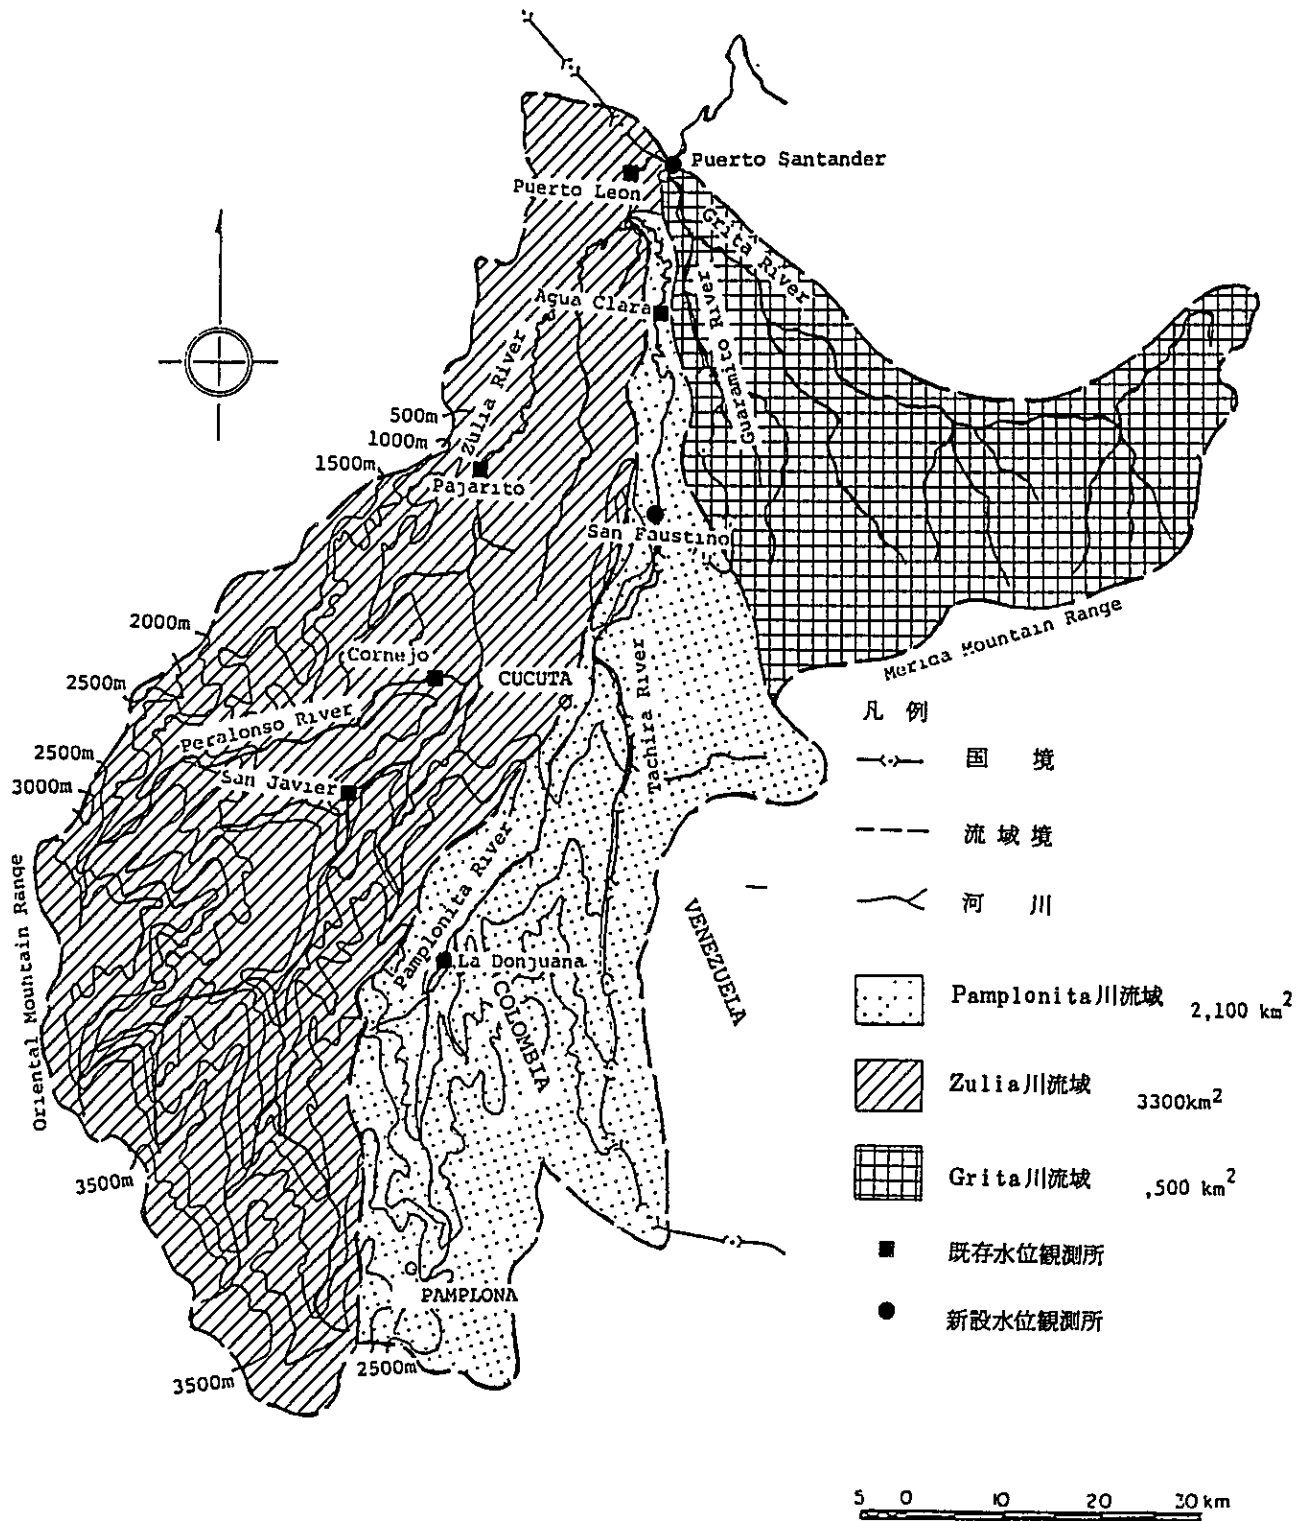 Puerto Santander
Puerto Leon
Grita River
Agua Clara
Guaramito River
Zulia River
500m
1000m
1500m
Pajarito
San Faustino
2000m
Cornejo
CUCUTA
Tachira River
Merida Mountain Range
2500m
Peralonso River
2500m
San Javier
3000m
Pamplonita River
Oriental Mountain Range
La Donjuana
COLOMBIA
VENEZUELA
3500m
PAMPLONA
2500m
3500m
凡例
国境
流域境
河川
Pamplonita川流域 2,100 km²
Zulia川流域 3300km²
Grita川流域 ,500 km²
既存水位観測所
新設水位観測所
5 0 10 20 30 km